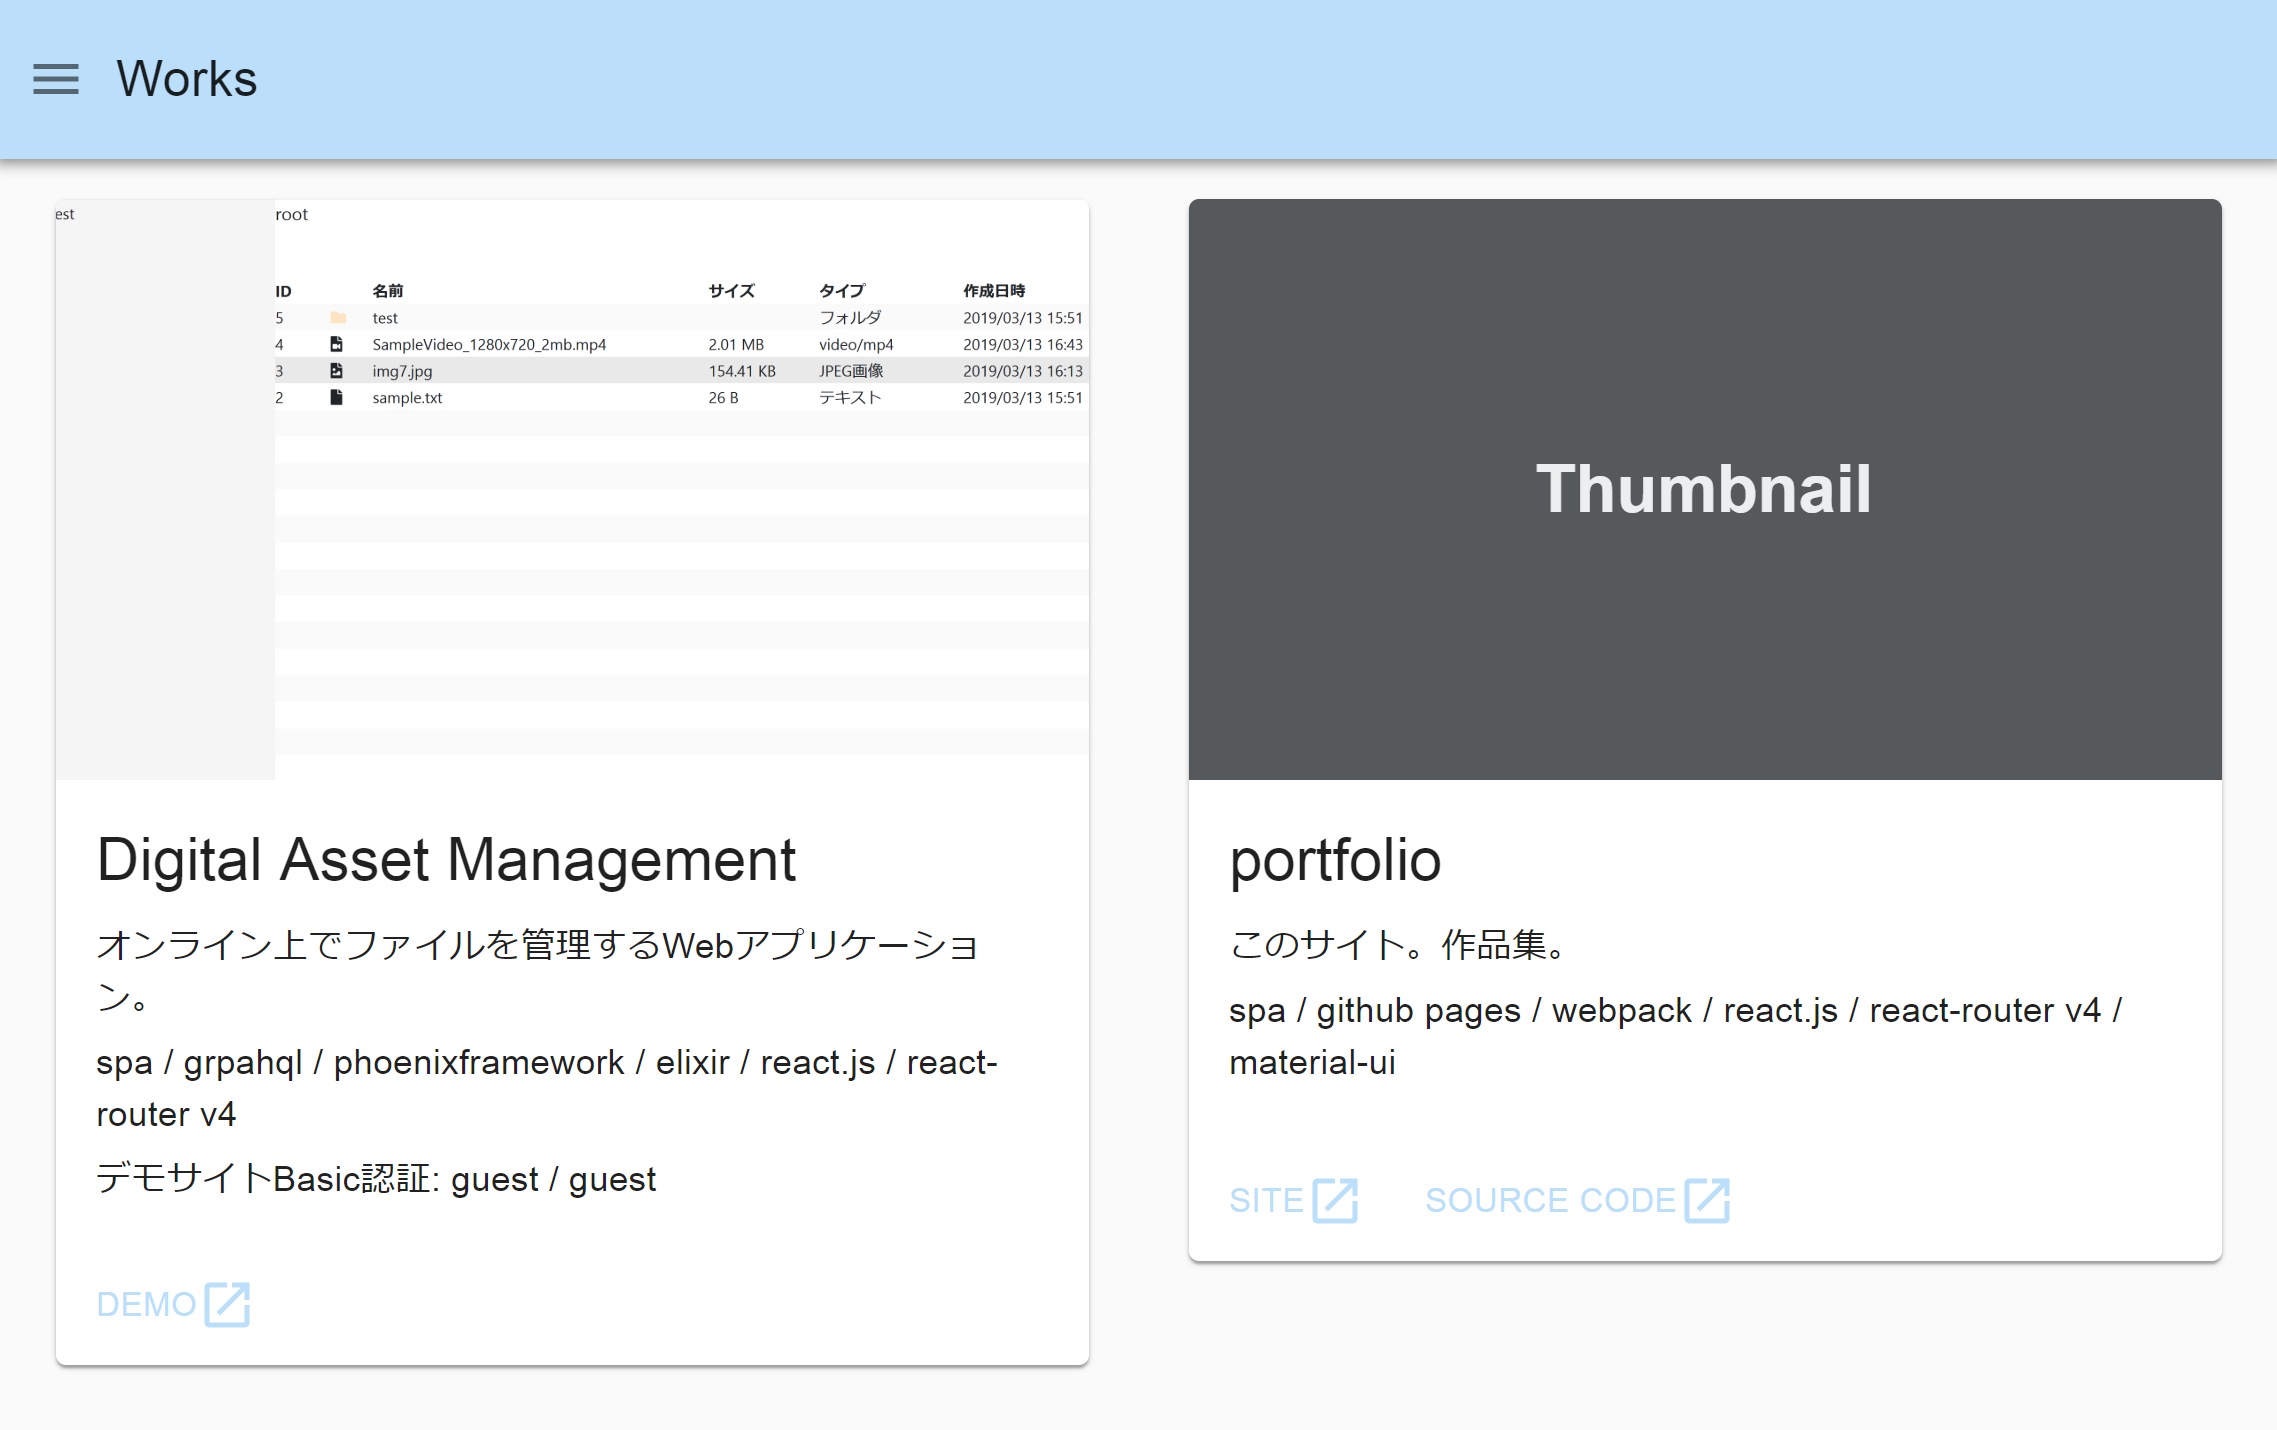 Works
est
root
ID 名前 サイズ タイプ 作成日時
5 test フォルダ 2019/03/13 15:51
4 SampleVideo_1280x720_2mb.mp4 2.01 MB video/mp4 2019/03/13 16:43
3 img7.jpg 154.41 KB JPEG画像 2019/03/13 16:13
2 sample.txt 26 B テキスト 2019/03/13 15:51
Digital Asset Management
オンライン上でファイルを管理するWebアプリケーショ
ン。
spa / grpahql / phoenixframework / elixir / react.js / react-
router v4
デモサイトBasic認証: guest / guest
DEMO
Thumbnail
portfolio
このサイト。作品集。
spa / github pages / webpack / react.js / react-router v4 /
material-ui
SITE
SOURCE CODE